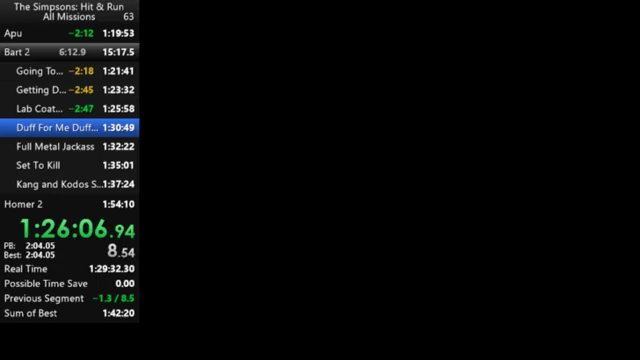 The Simpsons: Hit & Run
All Missions 63
Apu −2:12 1:19:53
Bart 2 6:12.9 15:17.5
Going To... −2:18 1:21:41
Getting D... −2:45 1:23:32
Lab Coat... −2:47 1:25:58
Duff For Me Duff... 1:30:49
Full Metal Jackass 1:32:22
Set To Kill 1:35:01
Kang and Kodos S... 1:37:24
Homer 2 1:54:10
1:26:06.94
PB: 2:04.05 8.54
Best: 2:04.05
Real Time 1:29:32.30
Possible Time Save 0.00
Previous Segment −1.3 / 8.5
Sum of Best 1:42:20